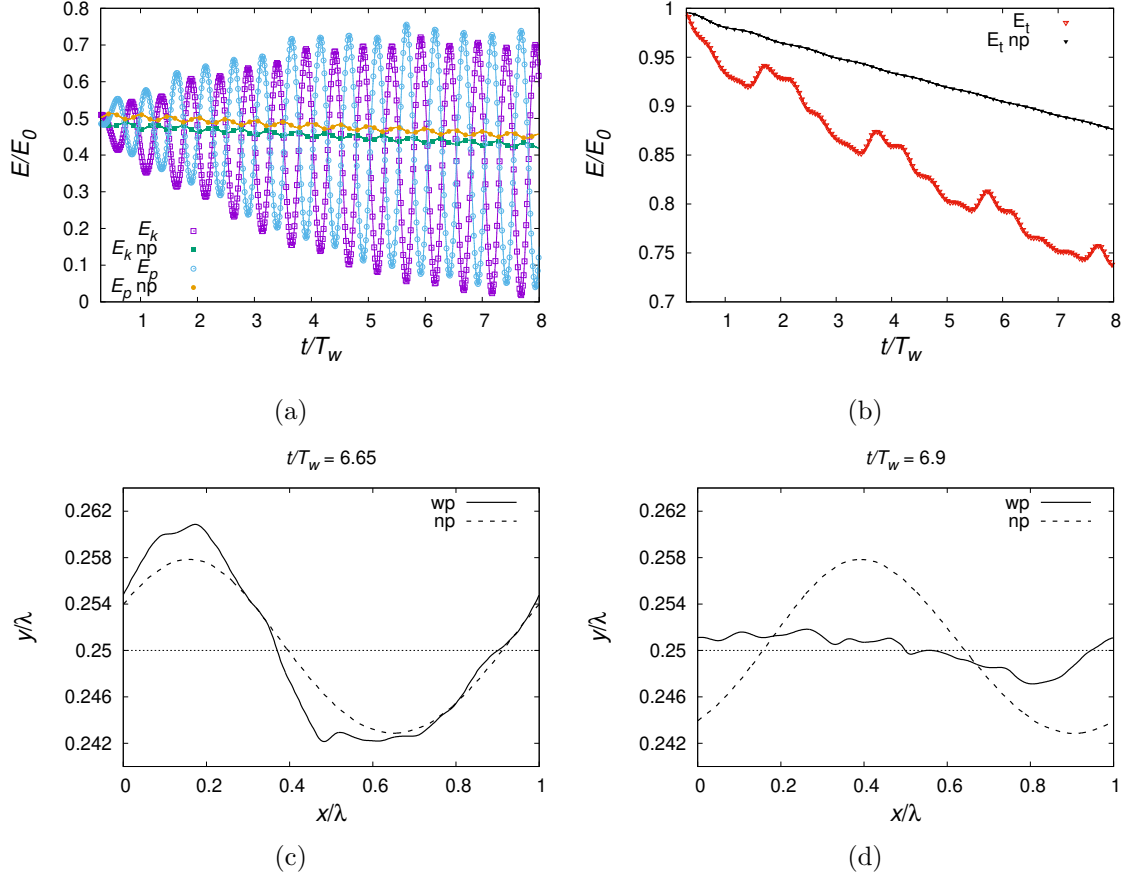 0.8
0.7
0.6
0.5
0.4
0.3
0.2
0.1
0
E/E0
Ek
Ek np
Ep
Ep np
1 2 3 4 5 6 7 8
t/Tw
(a)
1
0.95
0.9
0.85
0.8
0.75
0.7
E/E0
Et
Et np
1 2 3 4 5 6 7 8
t/Tw
(b)
t/Tw = 6.65
0.262
0.258
0.254
0.25
0.246
0.242
y/λ
wp
np
0 0.2 0.4 0.6 0.8 1
x/λ
(c)
t/Tw = 6.9
0.262
0.258
0.254
0.25
0.246
0.242
y/λ
wp
np
0 0.2 0.4 0.6 0.8 1
x/λ
(d)